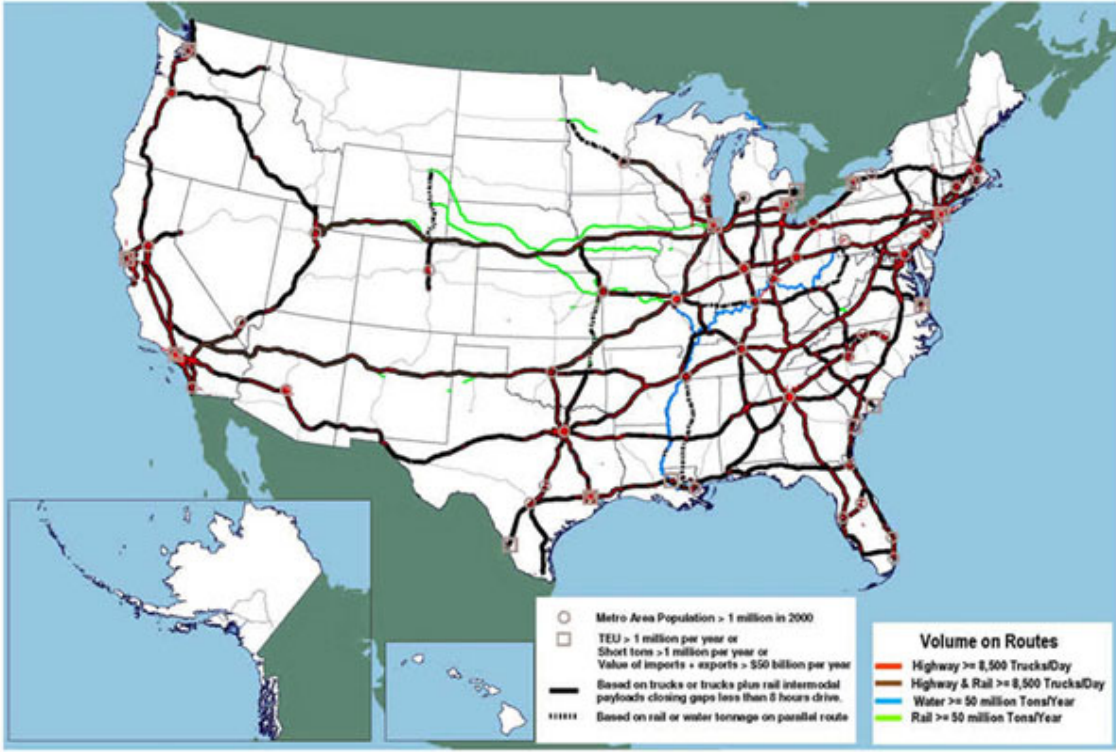 Metro Area Population > 1 million in 2000
TEU > 1 million per year or
Short tons >1 million per year or
Value of imports + exports > $50 billion per year
Based on trucks or trucks plus rail intermodal
payloads closing gaps less than 8 hours drive.
Based on rail or water tonnage on parallel route
Volume on Routes
Highway >= 8,500 Trucks/Day
Highway & Rail >= 8,500 Trucks/Day
Water >= 50 million Tons/Year
Rail >= 50 million Tons/Year